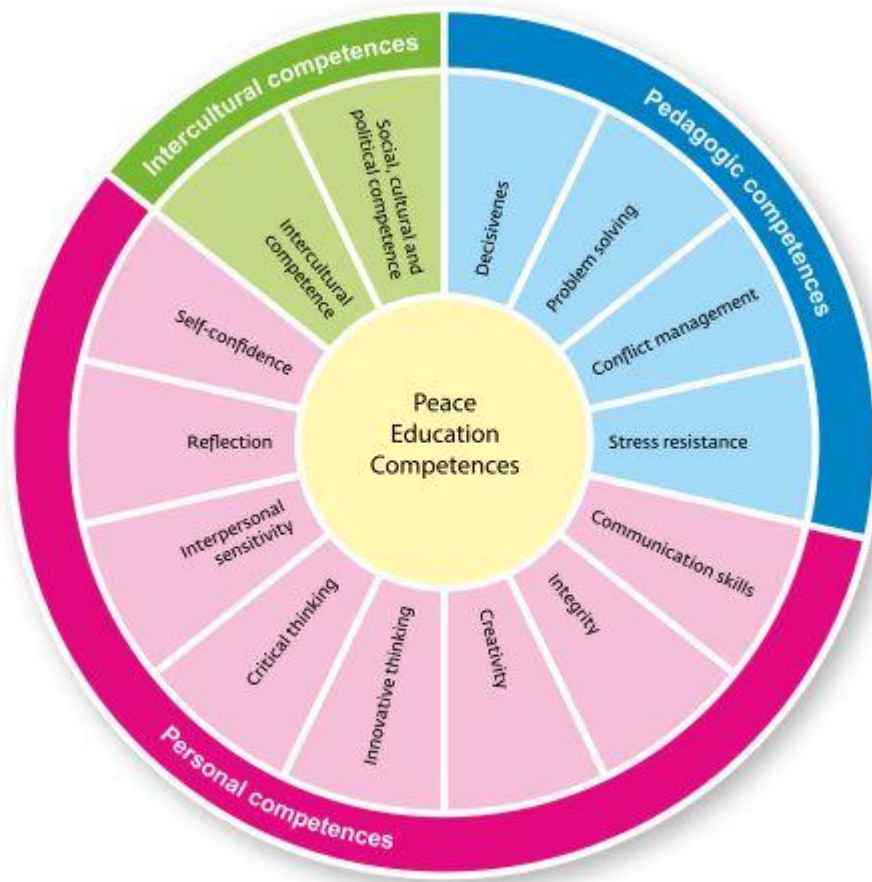 Intercultural competences
Pedagogic competences
Personal competences
Peace
Education
Competences
Decisivenes
Problem solving
Conflict management
Stress resistance
Communication skills
Integrity
Creativity
Innovative thinking
Critical thinking
Interpersonal
sensitivity
Reflection
Self-confidence
Intercultural
competence
Social, cultural and
political competence